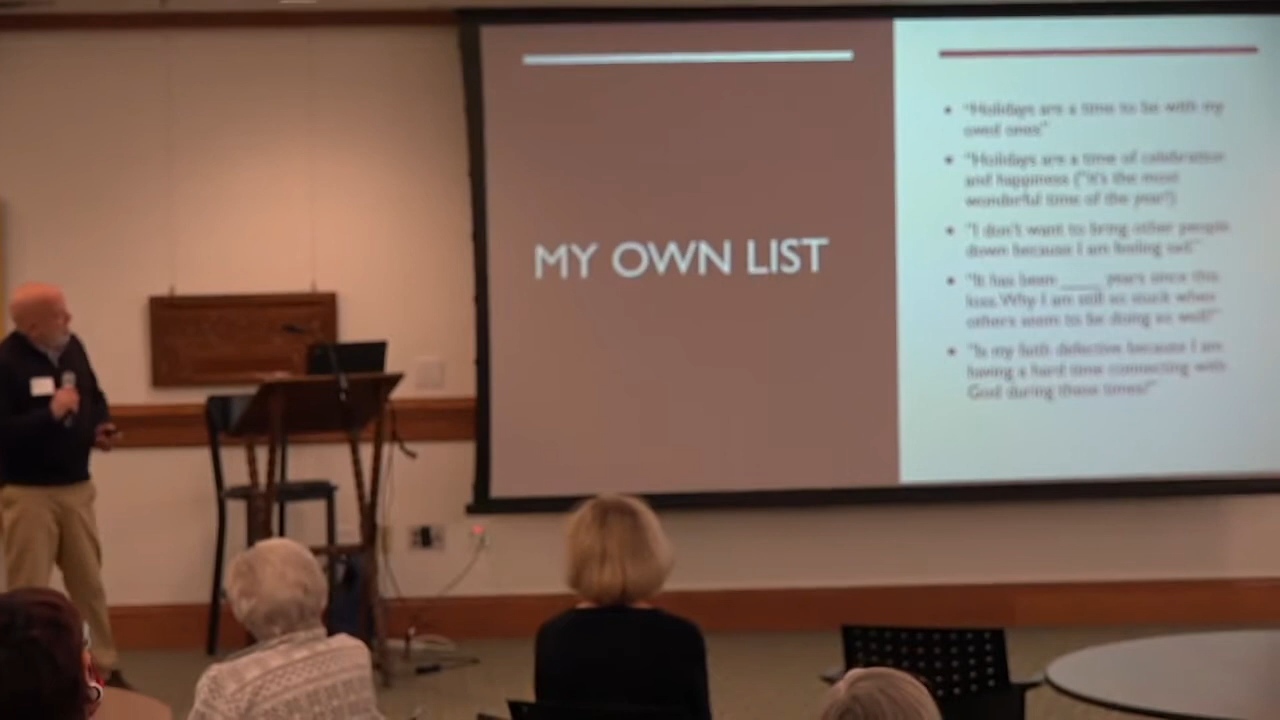 MY OWN LIST
• "Holidays are a time to be with my
owed ones"
• "Holidays are a time of celebration
and happiness ("it's the most
wonderful time of the year")
• "I don't want to bring other people
down because I am feeling sad."
• "It has been ____ years since this
loss. Why I am still so stuck when
others seem to be doing so well?"
• "Is my faith defective because I am
having a hard time connecting with
God during these times?"